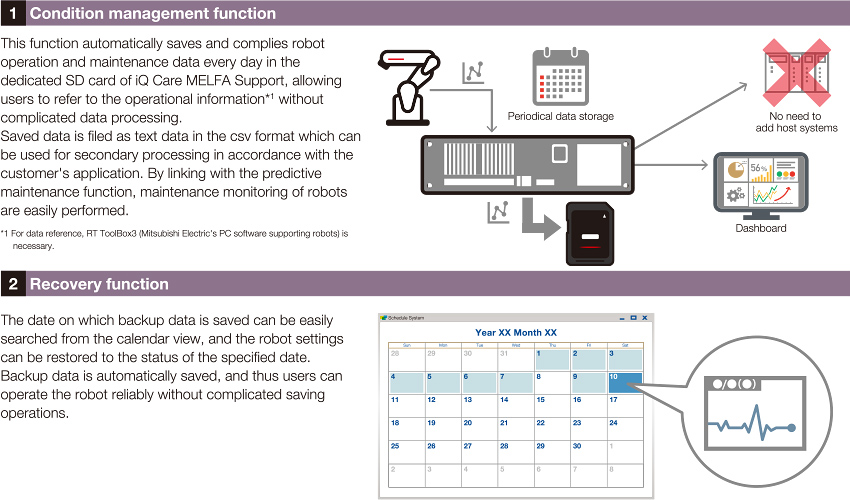 1 Condition management function
This function automatically saves and complies robot
operation and maintenance data every day in the
dedicated SD card of iQ Care MELFA Support, allowing
users to refer to the operational information*1 without
complicated data processing.
Saved data is filed as text data in the csv format which can
be used for secondary processing in accordance with the
customer's application. By linking with the predictive
maintenance function, maintenance monitoring of robots
are easily performed.
*1 For data reference, RT ToolBox3 (Mitsubishi Electric's PC software supporting robots) is
necessary.
Periodical data storage
No need to
add host systems
56%
Dashboard
2 Recovery function
The date on which backup data is saved can be easily
searched from the calendar view, and the robot settings
can be restored to the status of the specified date.
Backup data is automatically saved, and thus users can
operate the robot reliably without complicated saving
operations.
Schedule System
Year XX Month XX
Sun Mon Tue Wed Thu Fri Sat
28 29 30 31 1 2 3
4 5 6 7 8 9 10
11 12 13 14 15 16 17
18 19 20 21 22 23 24
25 26 27 28 29 30 1
2 3 4 5 6 7 8